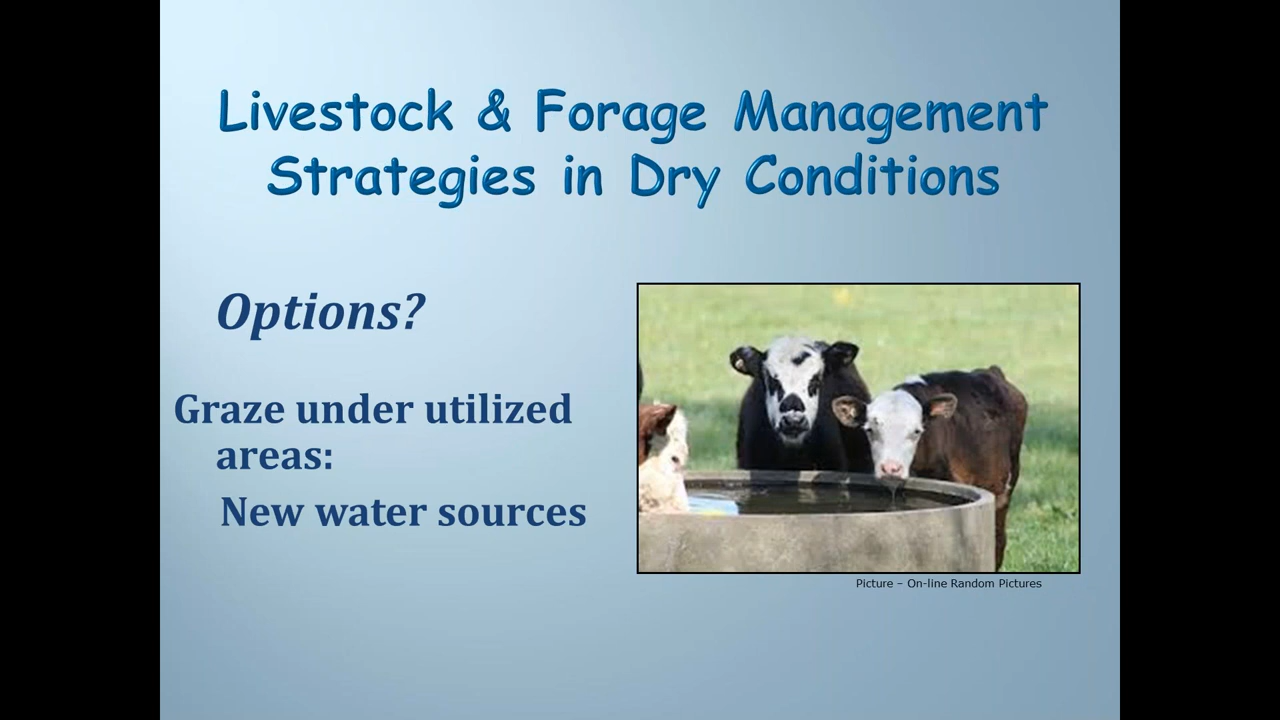 Livestock & Forage Management
Strategies in Dry Conditions
Options?
Graze under utilized
areas:
New water sources
Picture – On-line Random Pictures